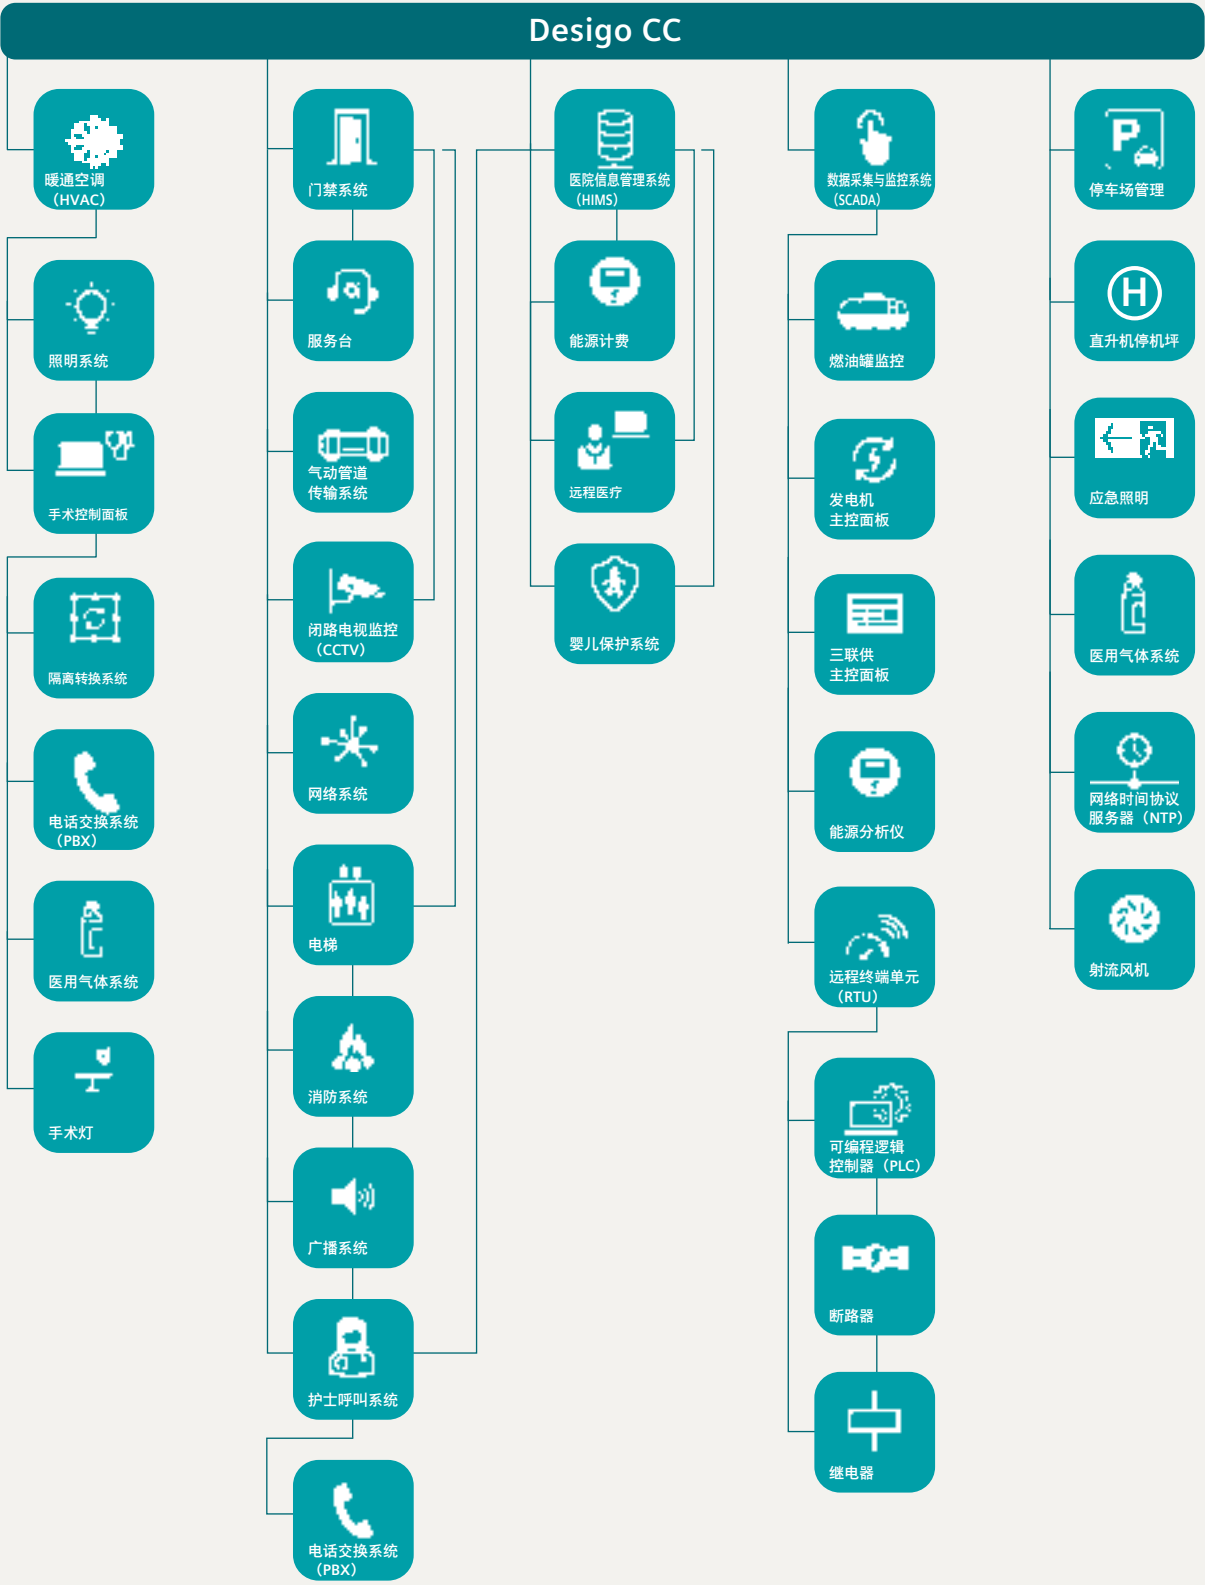 Desigo CC
暖通空调
（HVAC）
照明系统
手术控制面板
隔离转换系统
电话交换系统
（PBX）
医用气体系统
手术灯
门禁系统
服务台
气动管道
传输系统
闭路电视监控
（CCTV）
网络系统
电梯
消防系统
广播系统
护士呼叫系统
电话交换系统
（PBX）
医院信息管理系统
（HIMS）
能源计费
远程医疗
婴儿保护系统
数据采集与监控系统
（SCADA）
燃油罐监控
发电机
主控面板
三联供
主控面板
能源分析仪
远程终端单元
（RTU）
可编程逻辑
控制器（PLC）
断路器
继电器
P
停车场管理
H
直升机停机坪
应急照明
医用气体系统
网络时间协议
服务器（NTP）
射流风机